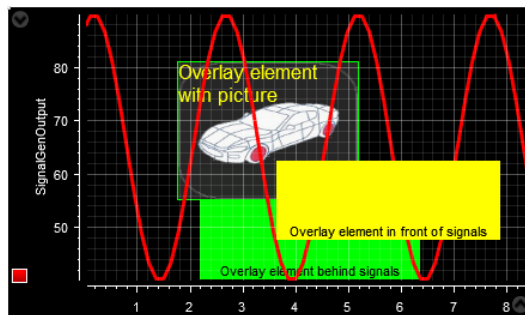 Overlay element
with picture
80
70
60
50
SignalGenOutput
Overlay element in front of signals
Overlay element behind signals
1 2 3 4 5 6 7 8